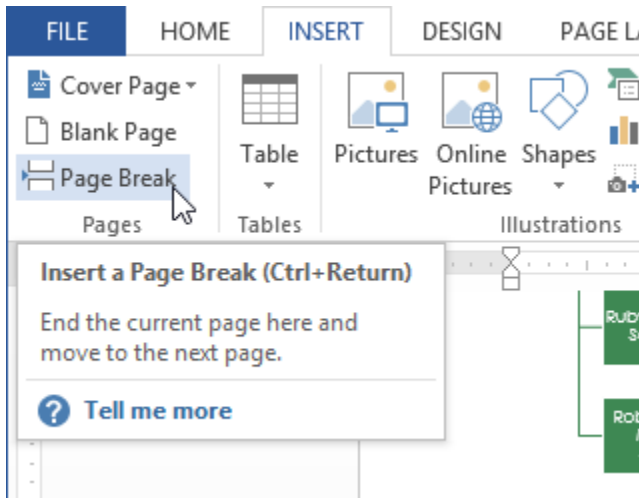 FILE HOME INSERT DESIGN PAGE
Cover Page
Blank Page
Page Break
Pages
Table
Tables
Pictures
Online
Pictures
Shapes
Illustrations
Insert a Page Break (Ctrl+Return)
End the current page here and
move to the next page.
Tell me more